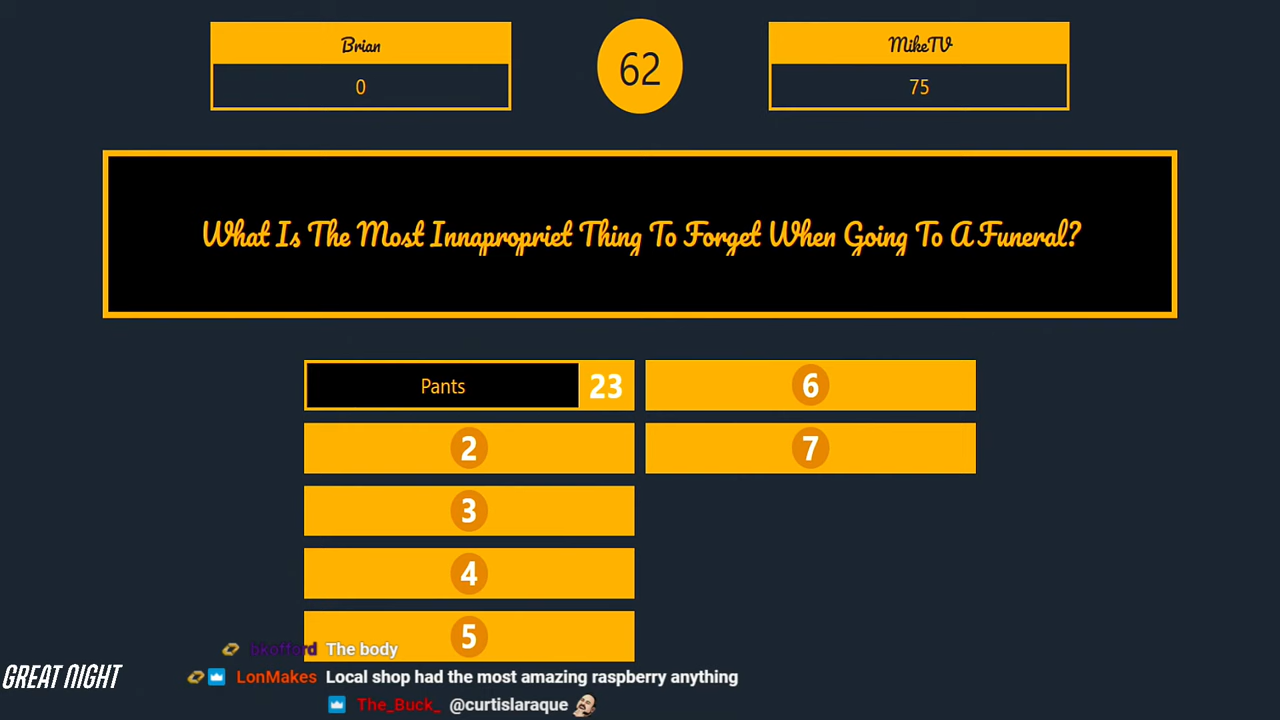 Brian
0
62
MikeTV
75
What Is The Most Innapropriet Thing To Forget When Going To A Funeral?
Pants 23
2
3
4
5
6
7
bkofford The body
LonMakes Local shop had the most amazing raspberry anything
The_Buck_ @curtislaraque
GREAT NIGHT